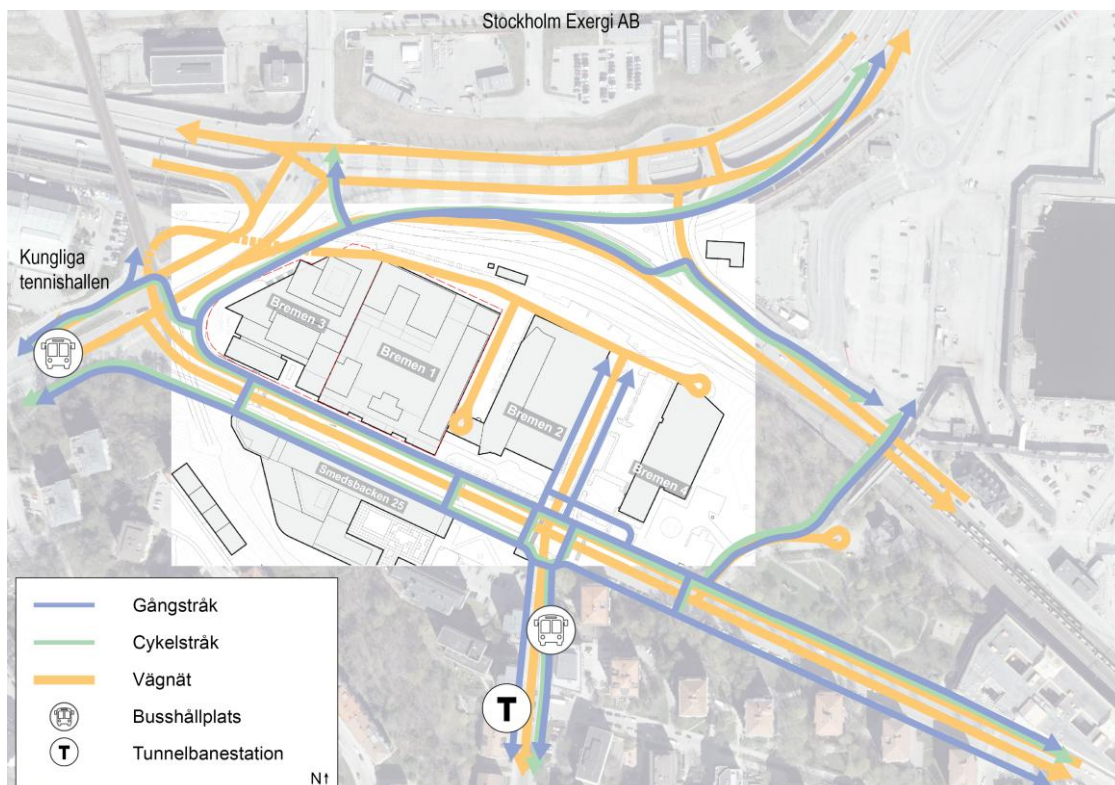 Stockholm Exergi AB
Kungliga
tennishallen
Bremen 3
Bremen 1
Bremen 2
Bremen 4
Smedsbacken 25
T
Gångstråk
Cykelstråk
Vägnät
Busshållplats
T
Tunnelbanestation
N↑